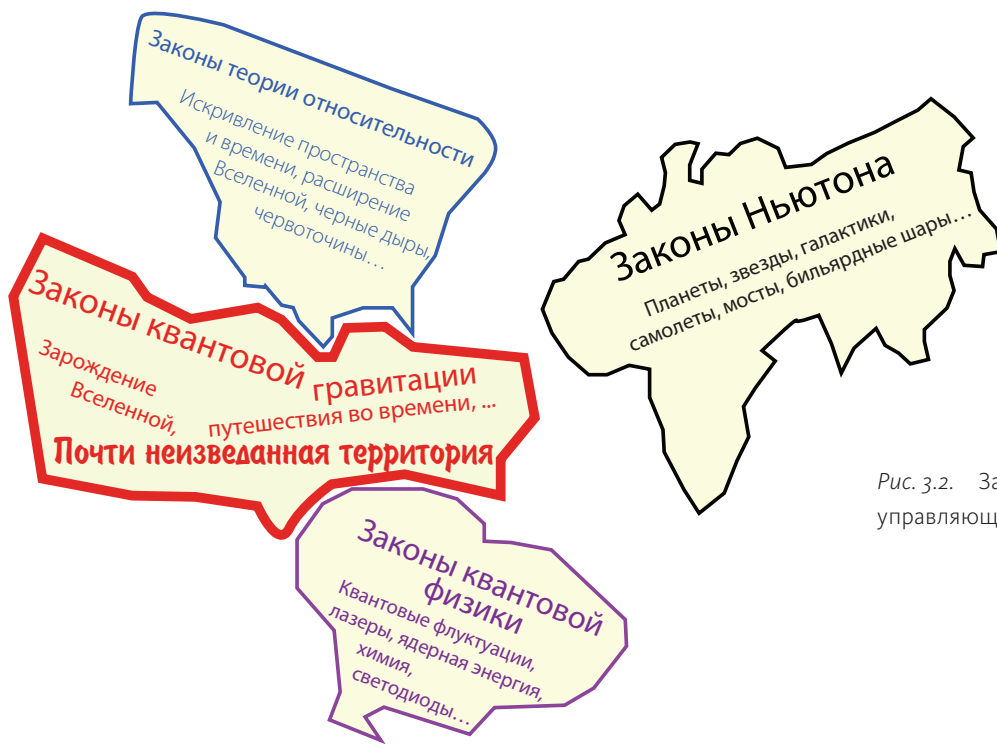 Законы теории относительности
Искривление пространства
и времени, расширение
Вселенной, черные дыры,
червоточины…
Законы Ньютона
Планеты, звезды, галактики,
самолеты, мосты, бильярдные шары…
Законы квантовой гравитации
Зарождение
Вселенной,
путешествия во времени, ...
Почти неизведанная территория
Законы квантовой
физики
Квантовые флуктуации,
лазеры, ядерная энергия,
химия,
светодиоды…
Рис. 3.2. За
управляющ